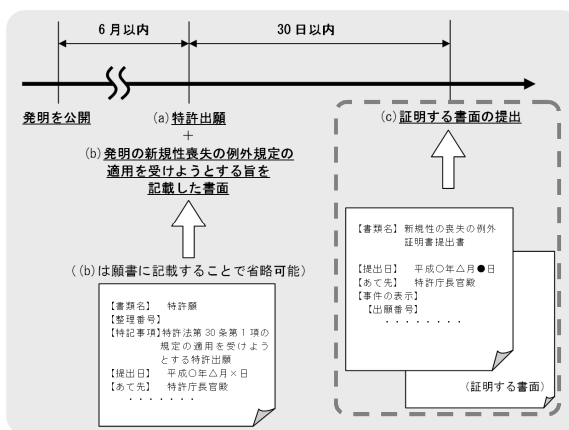 6月以内
30日以内
発明を公開
(a)特許出願
+
(b)発明の新規性喪失の例外規定の
適用を受けようとする旨を
記載した書面
((b)は願書に記載することで省略可能)
【書類名】 特許願
【整理番号】
【特記事項】特許法第30条第1項の
規定の適用を受けよう
とする特許出願
【提出日】 平成○年△月×日
【あて先】 特許庁長官殿
・・・・・・・
(c)証明する書面の提出
【書類名】 新規性の喪失の例外
証明書提出書
【提出日】 平成○年△月●日
【あて先】 特許庁長官殿
【事件の表示】
【出願番号】
・・・・・・・・
(証明する書面)